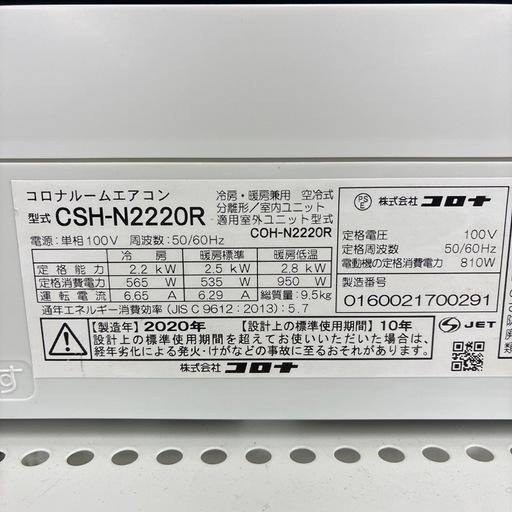 コロナルームエアコン
型式 CSH-N2220R
冷房・暖房兼用 空冷式
分離形／室内ユニット
適用室外ユニット型式
COH-N2220R
電源：単相100V 周波数：50/60Hz
冷房 暖房標準 暖房低温
定格能力 2.2 kW 2.5 kW 2.8 kW
定格消費電力 565 W 535 W 950 W
運転電流 6.65 A 6.29 A 総質量：9.5kg
通年エネルギー消費効率（JIS C 9612：2013）：5.7
PSE 株式会社 コロナ
定格電圧 100V
定格周波数 50/60Hz
電動機の定格消費電力 810W
製造番号
0160021700291
【製造年】2020年 【設計上の標準使用期間】10年
設計上の標準使用期間を超えてお使いいただいた場合は、
経年劣化による発火・けがなどの事故に至るおそれがあります。
JET
株式会社 コロナ
す